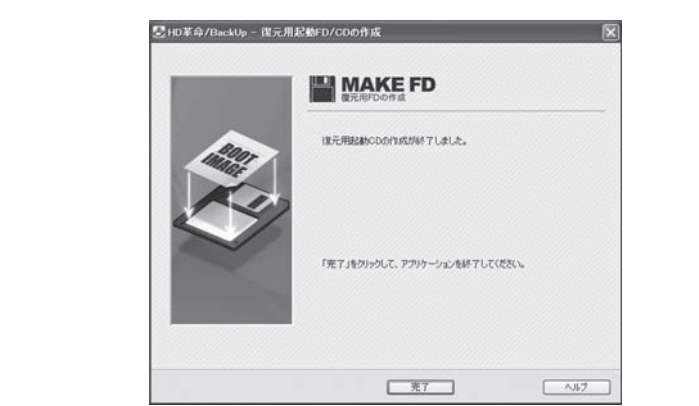 HD革命/BackUp - 復元用起動FD/CDの作成
MAKE FD
復元用FDの作成
BOOT
IMAGE
復元用起動CDの作成が終了しました。
「完了」をクリックして、アプリケーションを終了してください。
完了
ヘルプ